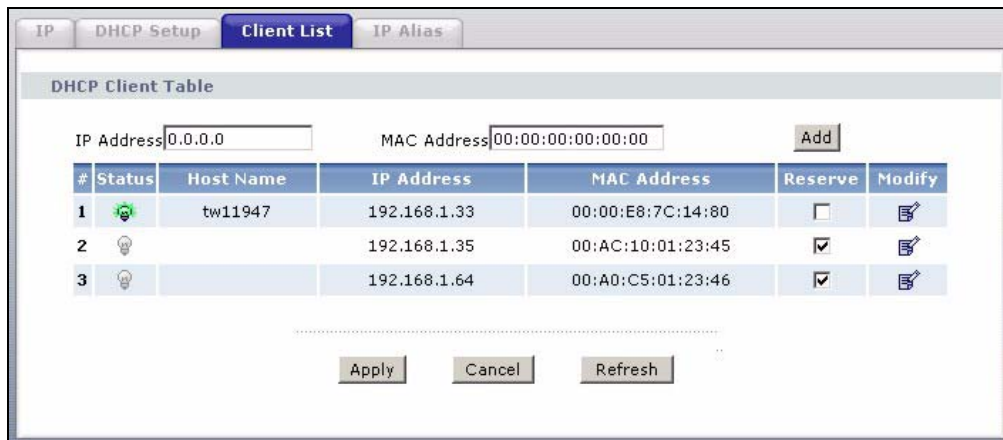 IP DHCP Setup Client List IP Alias
DHCP Client Table
IP Address 0.0.0.0 MAC Address 00:00:00:00:00:00 Add
# Status Host Name IP Address MAC Address Reserve Modify
1 tw11947 192.168.1.33 00:00:E8:7C:14:80
2 192.168.1.35 00:AC:10:01:23:45
3 192.168.1.64 00:A0:C5:01:23:46
Apply Cancel Refresh